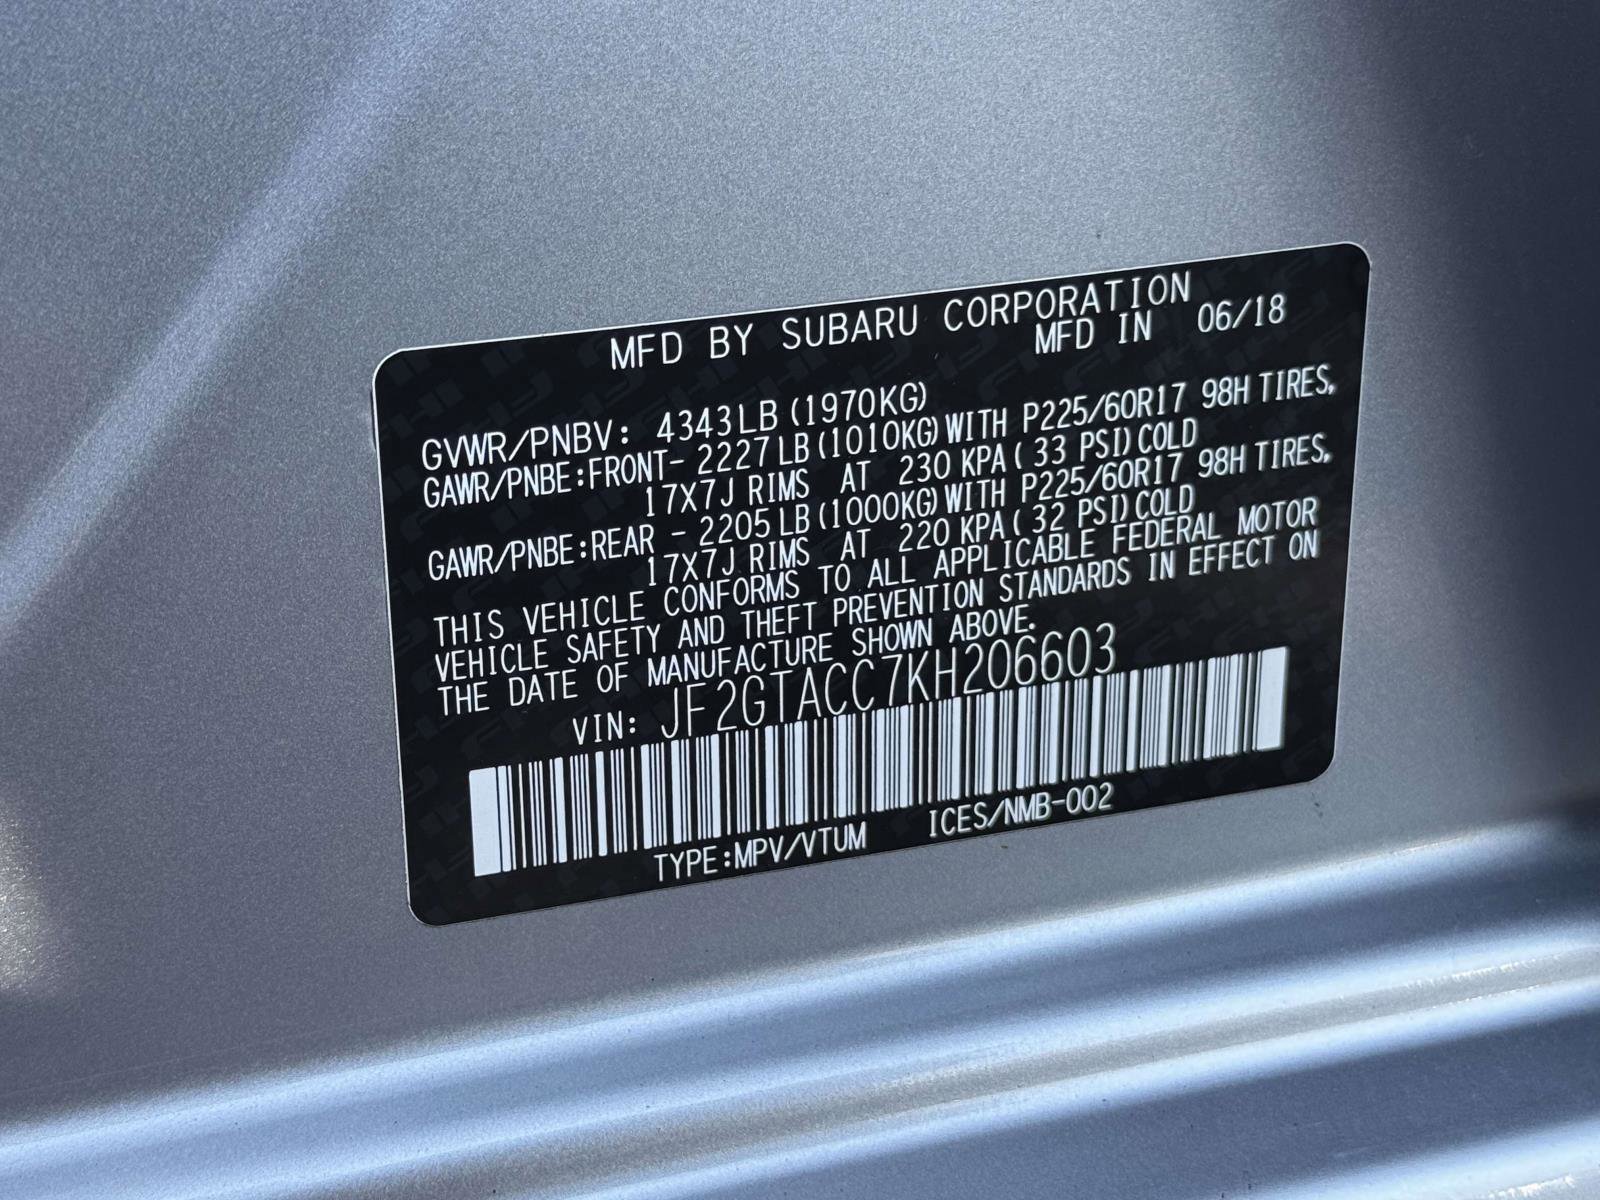 MFD BY SUBARU CORPORATION
MFD IN 06/18
GVWR/PNBV: 4343LB (1970KG)
GAWR/PNBE:FRONT- 2227LB (1010KG) WITH P225/60R17 98H TIRES,
17X7J RIMS AT 230 KPA ( 33 PSI) COLD
GAWR/PNBE:REAR - 2205LB (1000KG) WITH P225/60R17 98H TIRES,
17X7J RIMS AT 220 KPA ( 32 PSI) COLD
THIS VEHICLE CONFORMS TO ALL APPLICABLE FEDERAL MOTOR
VEHICLE SAFETY AND THEFT PREVENTION STANDARDS IN EFFECT ON
THE DATE OF MANUFACTURE SHOWN ABOVE.
VIN: JF2GTACC7KH206603
TYPE:MPV/VTUM ICES/NMB-002